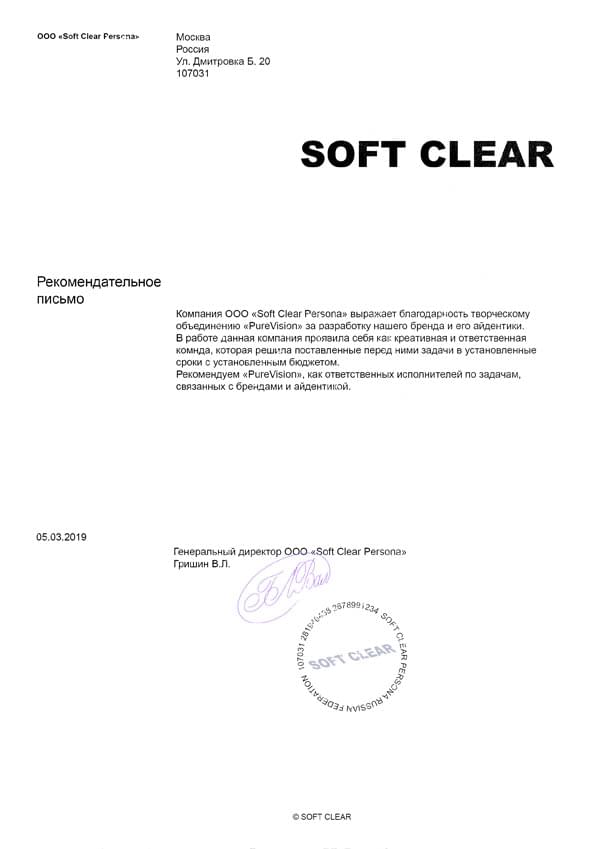 ООО «Soft Clear Persona»
Москва
Россия
Ул. Дмитровка Б. 20
107031
SOFT CLEAR
Рекомендательное
письмо
Компания ООО «Soft Clear Persona» выражает благодарность творческому
объединению «PureVision» за разработку нашего бренда и его айдентики.
В работе данная компания проявила себя как креативная и ответственная
комнда, которая решила поставленные перед ними задачи в установленные
сроки с установленным бюджетом.
Рекомендуем «PureVision», как ответственных исполнителей по задачам,
связанных с брендами и айдентикой.
05.03.2019
Генеральный директор ООО «Soft Clear Persona»
Гришин В.Л.
SOFT CLEAR PERSONA RUSSIAN FEDERATION 107031 2678991234
SOFT CLEAR
© SOFT CLEAR